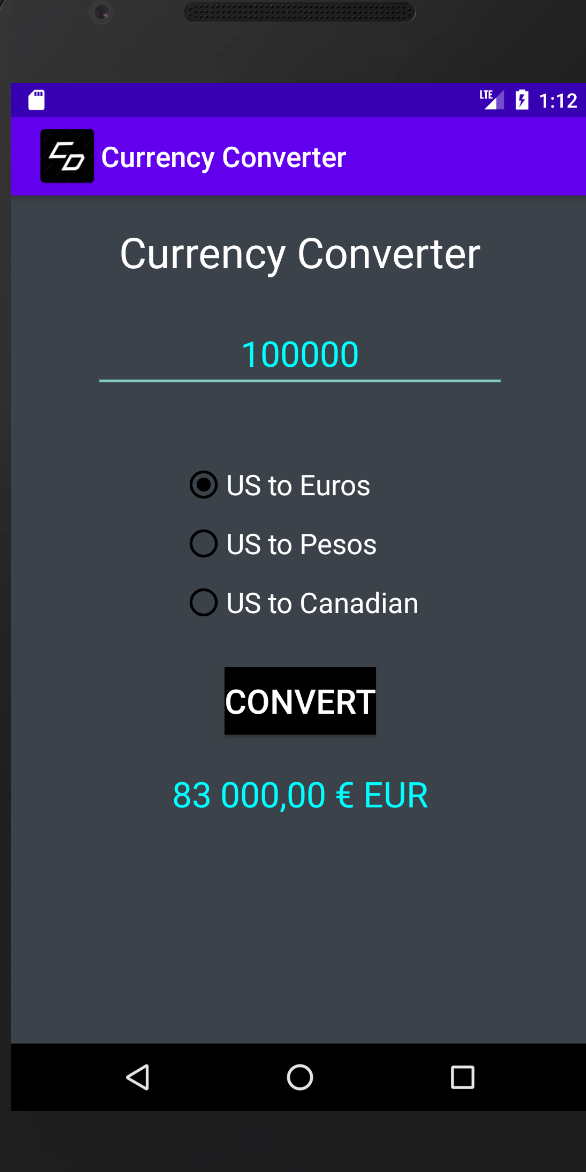 LTE 1:12
CD Currency Converter
Currency Converter
100000
US to Euros
US to Pesos
US to Canadian
CONVERT
83 000,00 € EUR